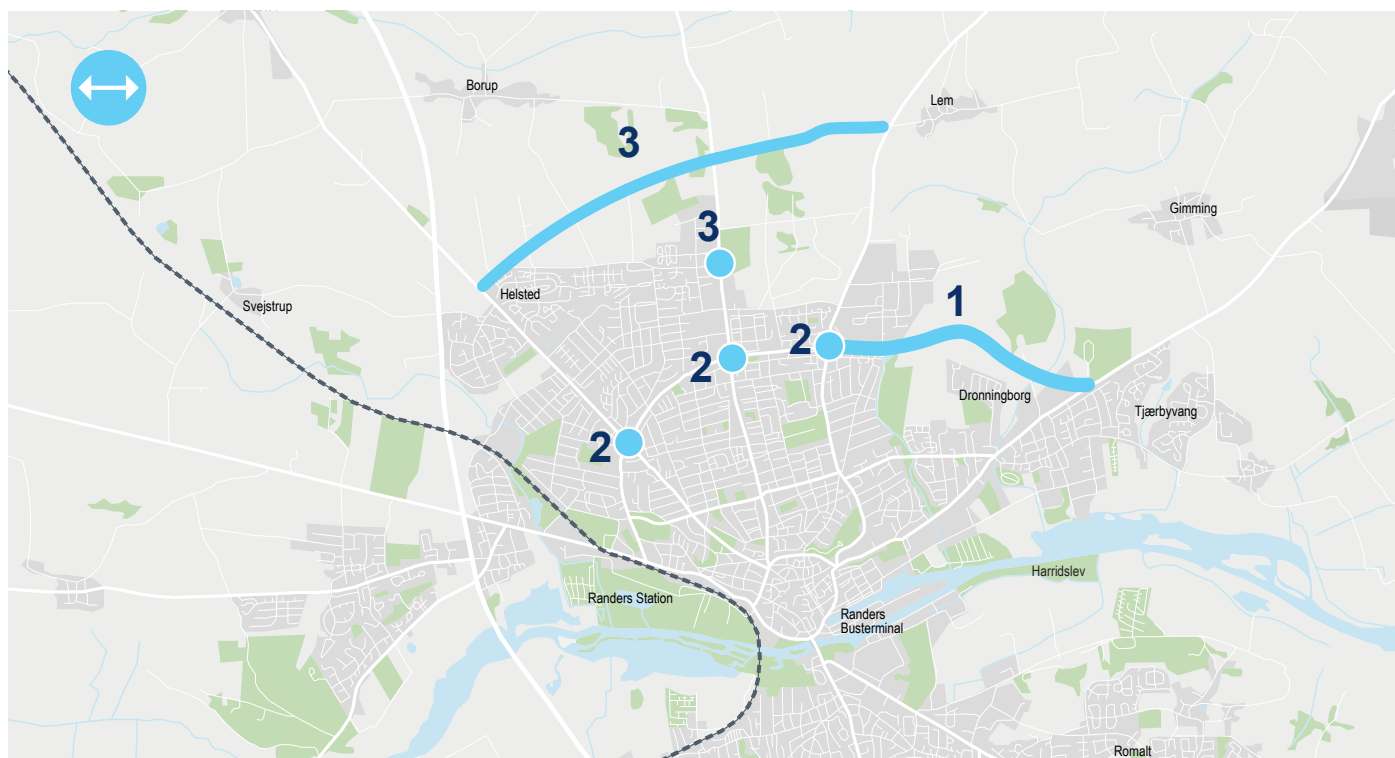 Borup
Lem
3
Gimming
3
Helsted
Svejstrup
1
2
2
Dronningborg
Tjærbyvang
2
Harridslev
Randers Station
Randers
Busterminal
Romalt